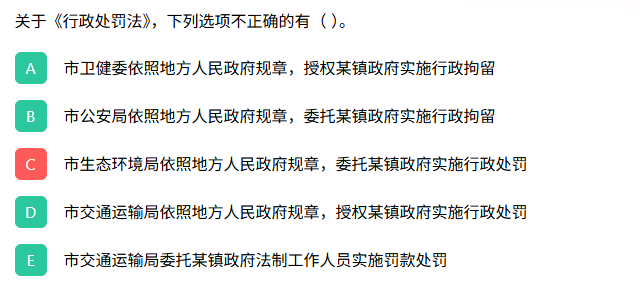 关于《行政处罚法》，下列选项不正确的有（ ）。
A 市卫健委依照地方人民政府规章，授权某镇政府实施行政拘留
B 市公安局依照地方人民政府规章，委托某镇政府实施行政拘留
C 市生态环境局依照地方人民政府规章，委托某镇政府实施行政处罚
D 市交通运输局依照地方人民政府规章，授权某镇政府实施行政处罚
E 市交通运输局委托某镇政府法制工作人员实施罚款处罚